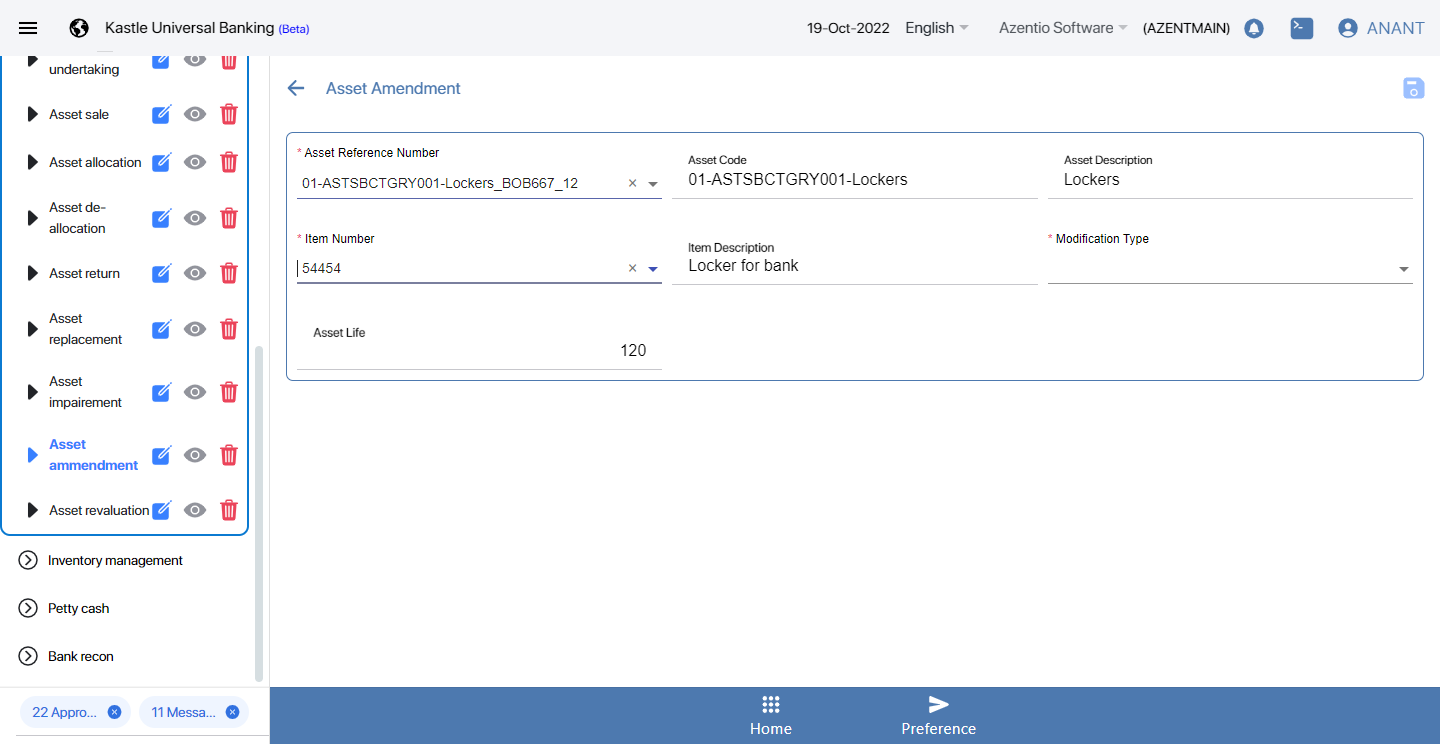 Kastle Universal Banking (Beta)
19-Oct-2022
English
Azentio Software
(AZENTMAIN)
ANANT
undertaking
Asset sale
Asset allocation
Asset de-
allocation
Asset return
Asset
replacement
Asset
impairement
Asset
ammendment
Asset revaluation
Inventory management
Petty cash
Bank recon
22 Appro...
11 Messa...
Asset Amendment
* Asset Reference Number
01-ASTSBCTGRY001-Lockers_BOB667_12
Asset Code
01-ASTSBCTGRY001-Lockers
Asset Description
Lockers
* Item Number
54454
Item Description
Locker for bank
* Modification Type
Asset Life
120
Home
Preference